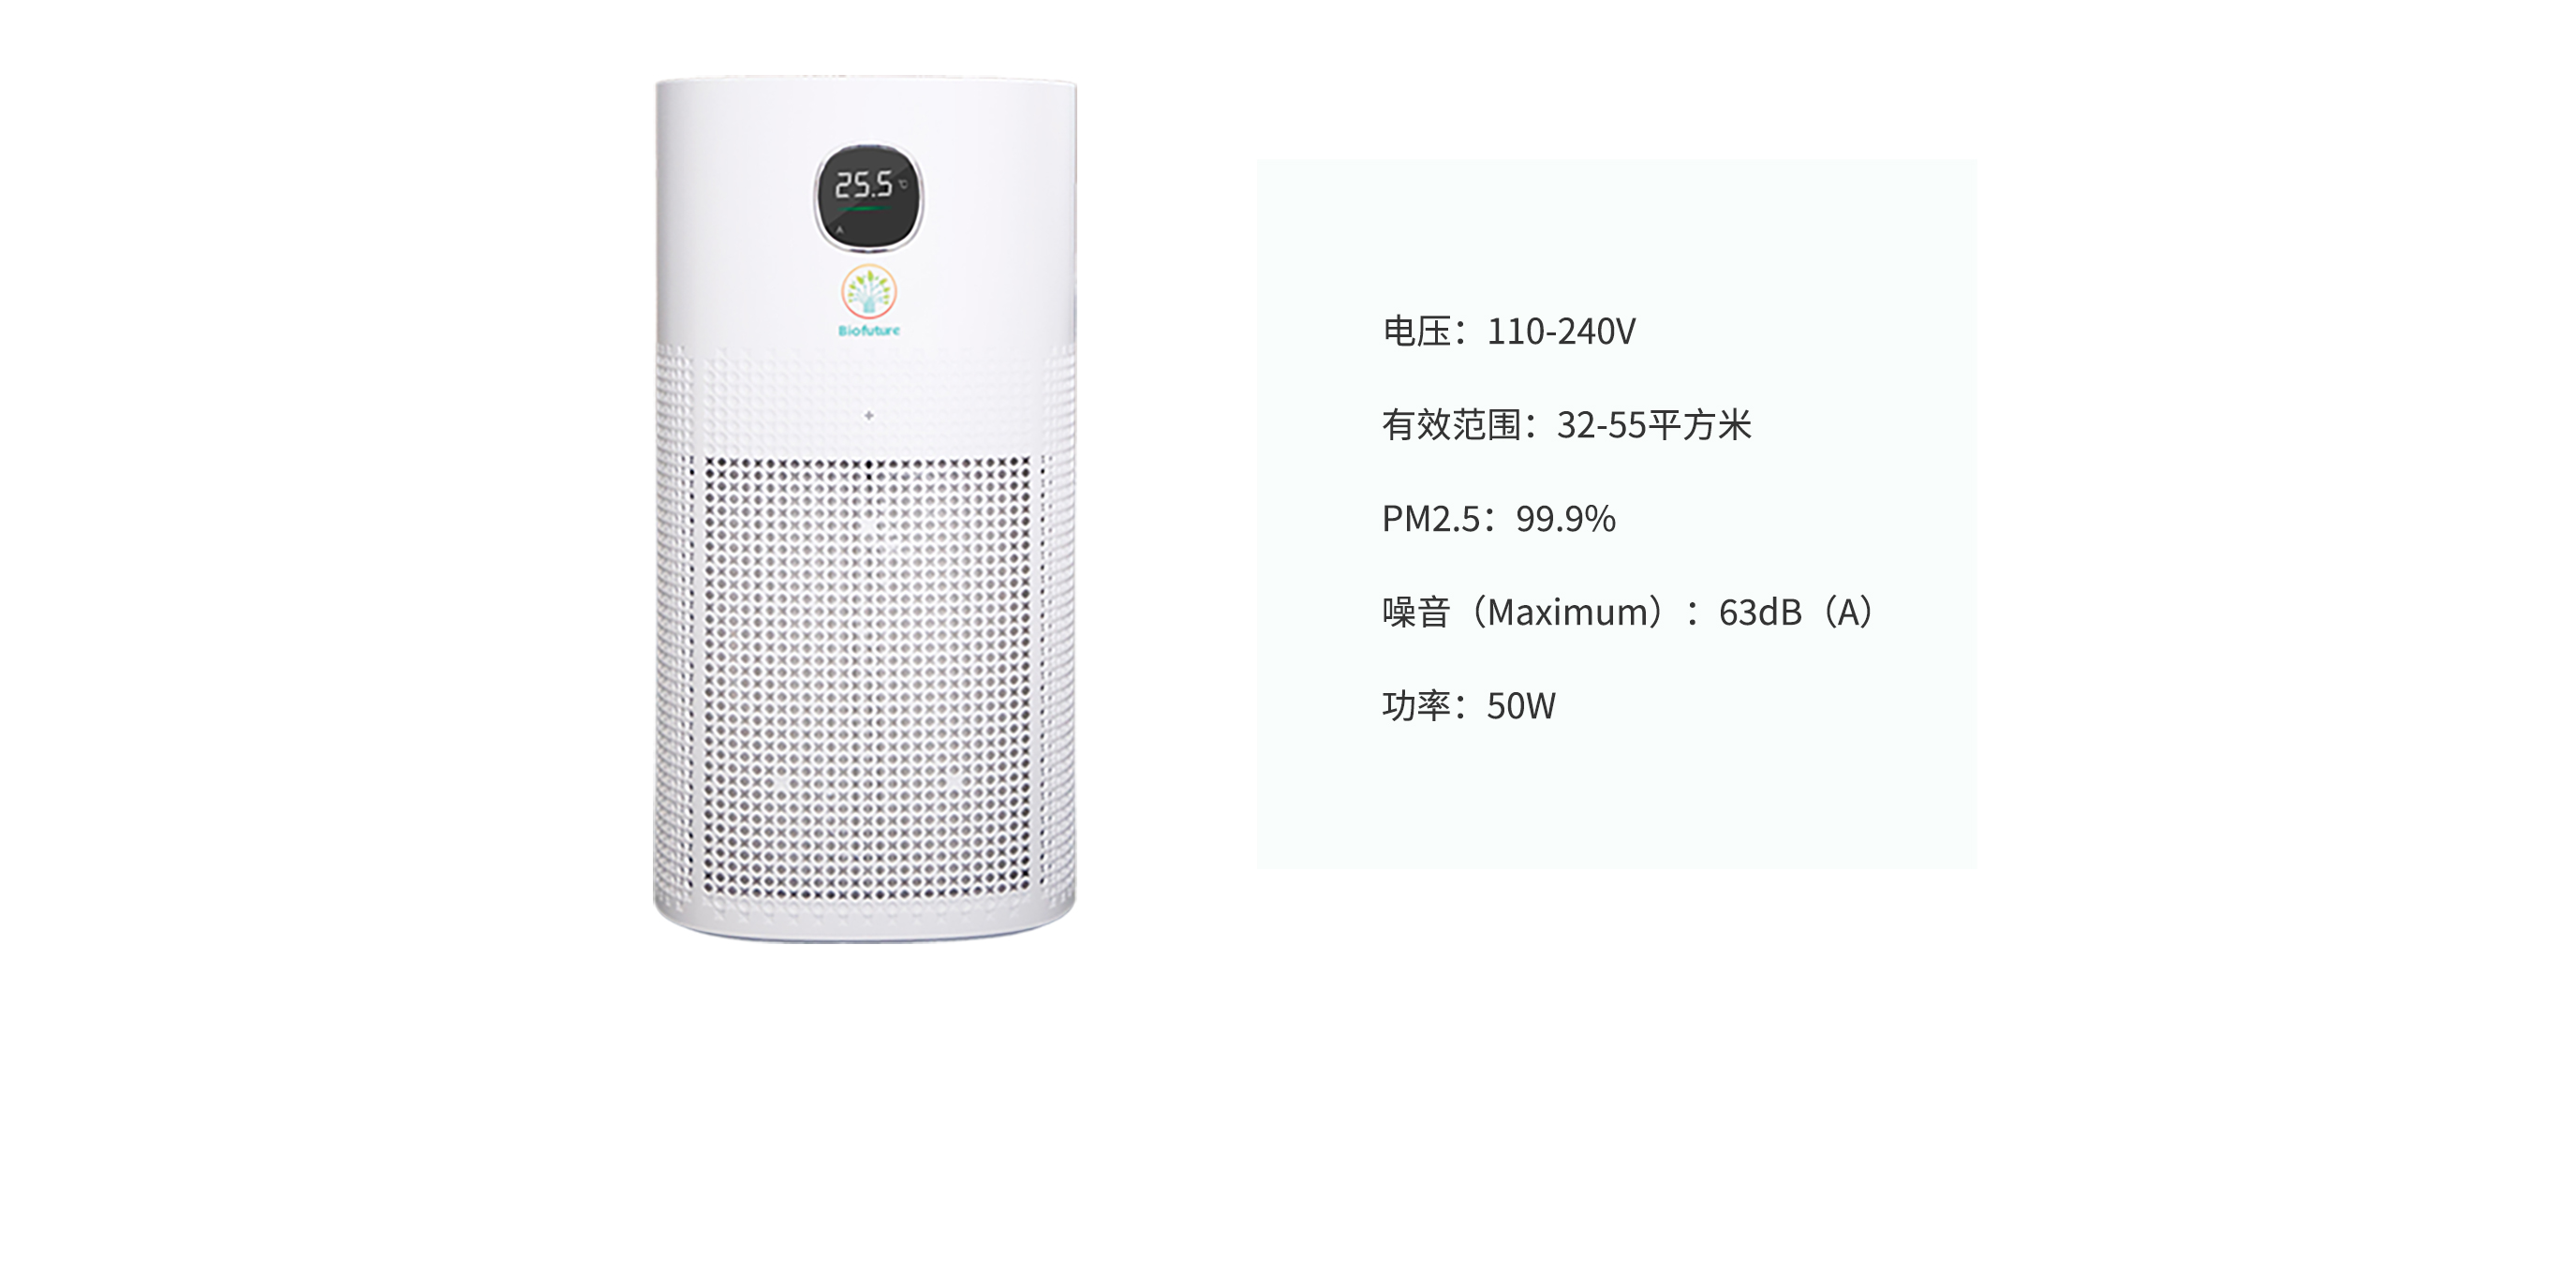 25.5 ℃
A
Biofuture
电压：110-240V
有效范围：32-55平方米
PM2.5：99.9%
噪音（Maximum）：63dB（A）
功率：50W